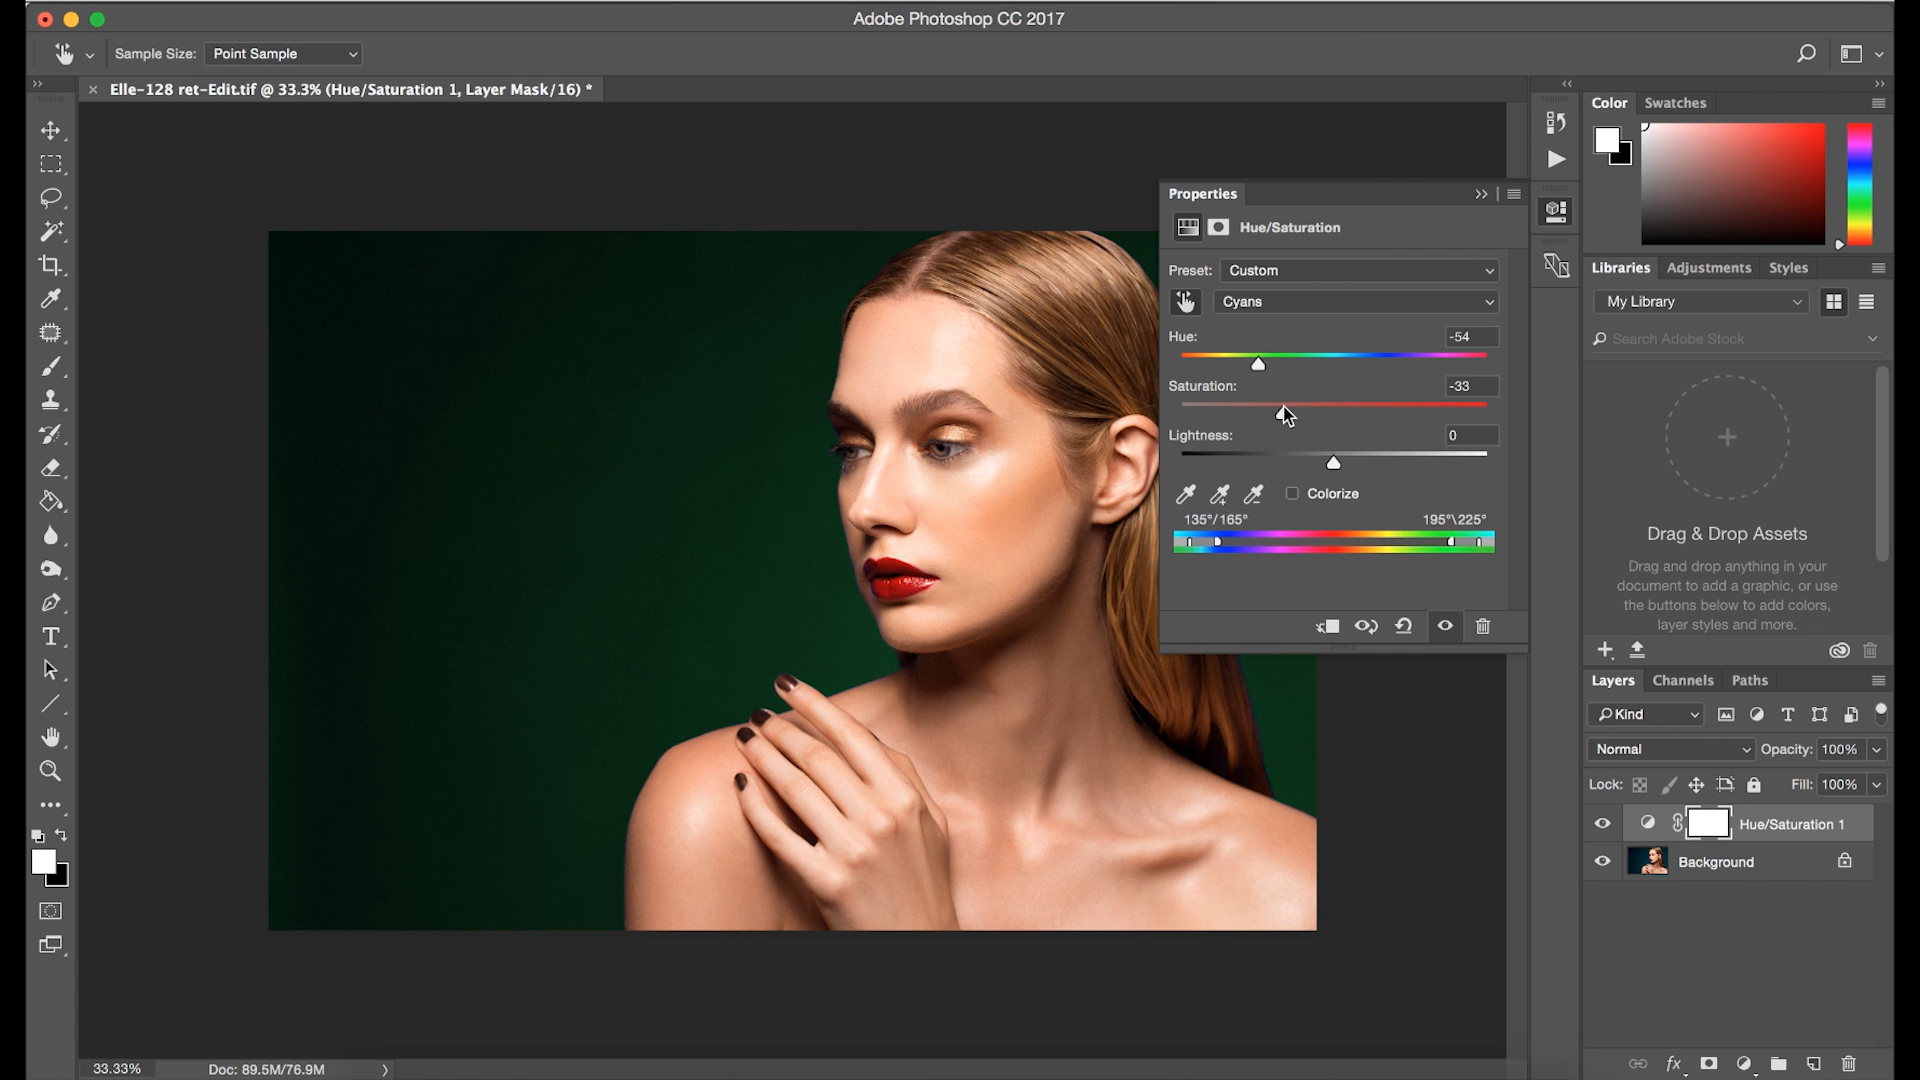 Adobe Photoshop CC 2017
Sample Size: Point Sample
Elle-128 ret-Edit.tif @ 33.3% (Hue/Saturation 1, Layer Mask/16) *
Color Swatches
Properties
Hue/Saturation
Preset: Custom
Cyans
Hue: -54
Saturation: -33
Lightness: 0
Colorize
135°/165° 195°\225°
Libraries Adjustments Styles
My Library
Search Adobe Stock
Drag & Drop Assets
Drag and drop anything in your
document to add a graphic, or use
the buttons below to add colors,
layer styles and more.
Layers Channels Paths
Kind
Normal Opacity: 100%
Lock: Fill: 100%
Hue/Saturation 1
Background
fx
33.33% Doc: 89.5M/76.9M